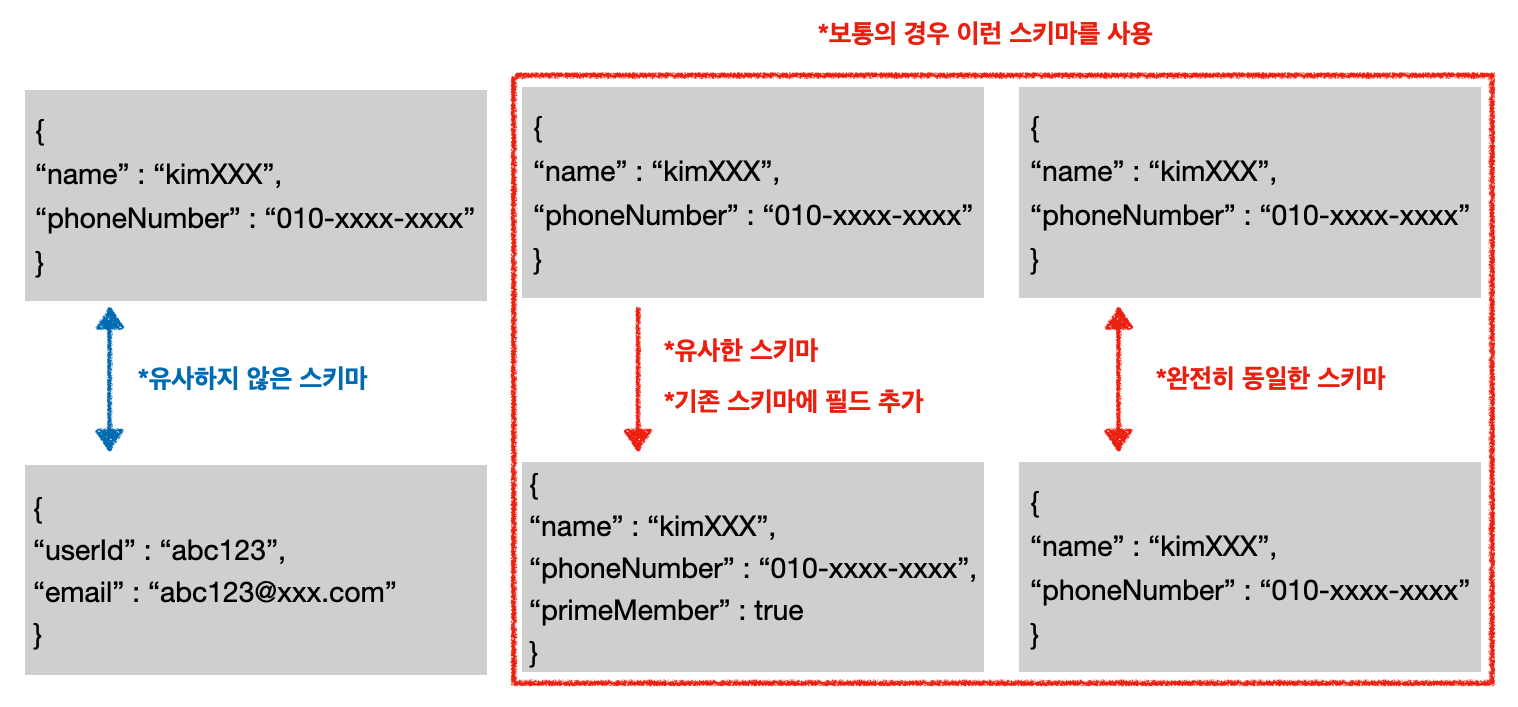 *보통의 경우 이런 스키마를 사용
{
“name” : “kimXXX”,
“phoneNumber” : “010-xxxx-xxxx”
}
*유사하지 않은 스키마
{
“userId” : “abc123”,
“email” : “abc123@xxx.com”
}
{
“name” : “kimXXX”,
“phoneNumber” : “010-xxxx-xxxx”
}
*유사한 스키마
*기존 스키마에 필드 추가
{
“name” : “kimXXX”,
“phoneNumber” : “010-xxxx-xxxx”,
“primeMember” : true
}
{
“name” : “kimXXX”,
“phoneNumber” : “010-xxxx-xxxx”
}
*완전히 동일한 스키마
{
“name” : “kimXXX”,
“phoneNumber” : “010-xxxx-xxxx”
}